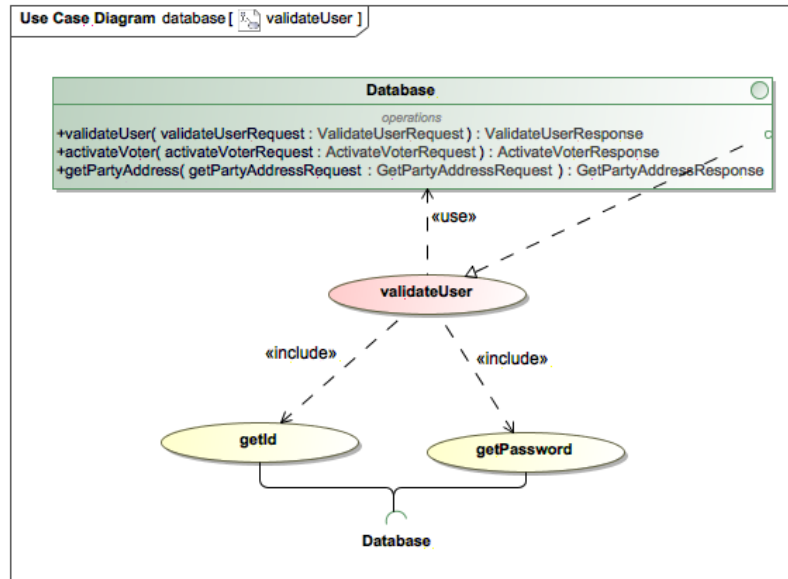 Use Case Diagram database[ validateUser ]
Database
operations
+validateUser( validateUserRequest : ValidateUserRequest ) : ValidateUserResponse
+activateVoter( activateVoterRequest : ActivateVoterRequest ) : ActivateVoterResponse
+getPartyAddress( getPartyAddressRequest : GetPartyAddressRequest ) : GetPartyAddressResponse
«use»
validateUser
«include»
«include»
getId
getPassword
Database